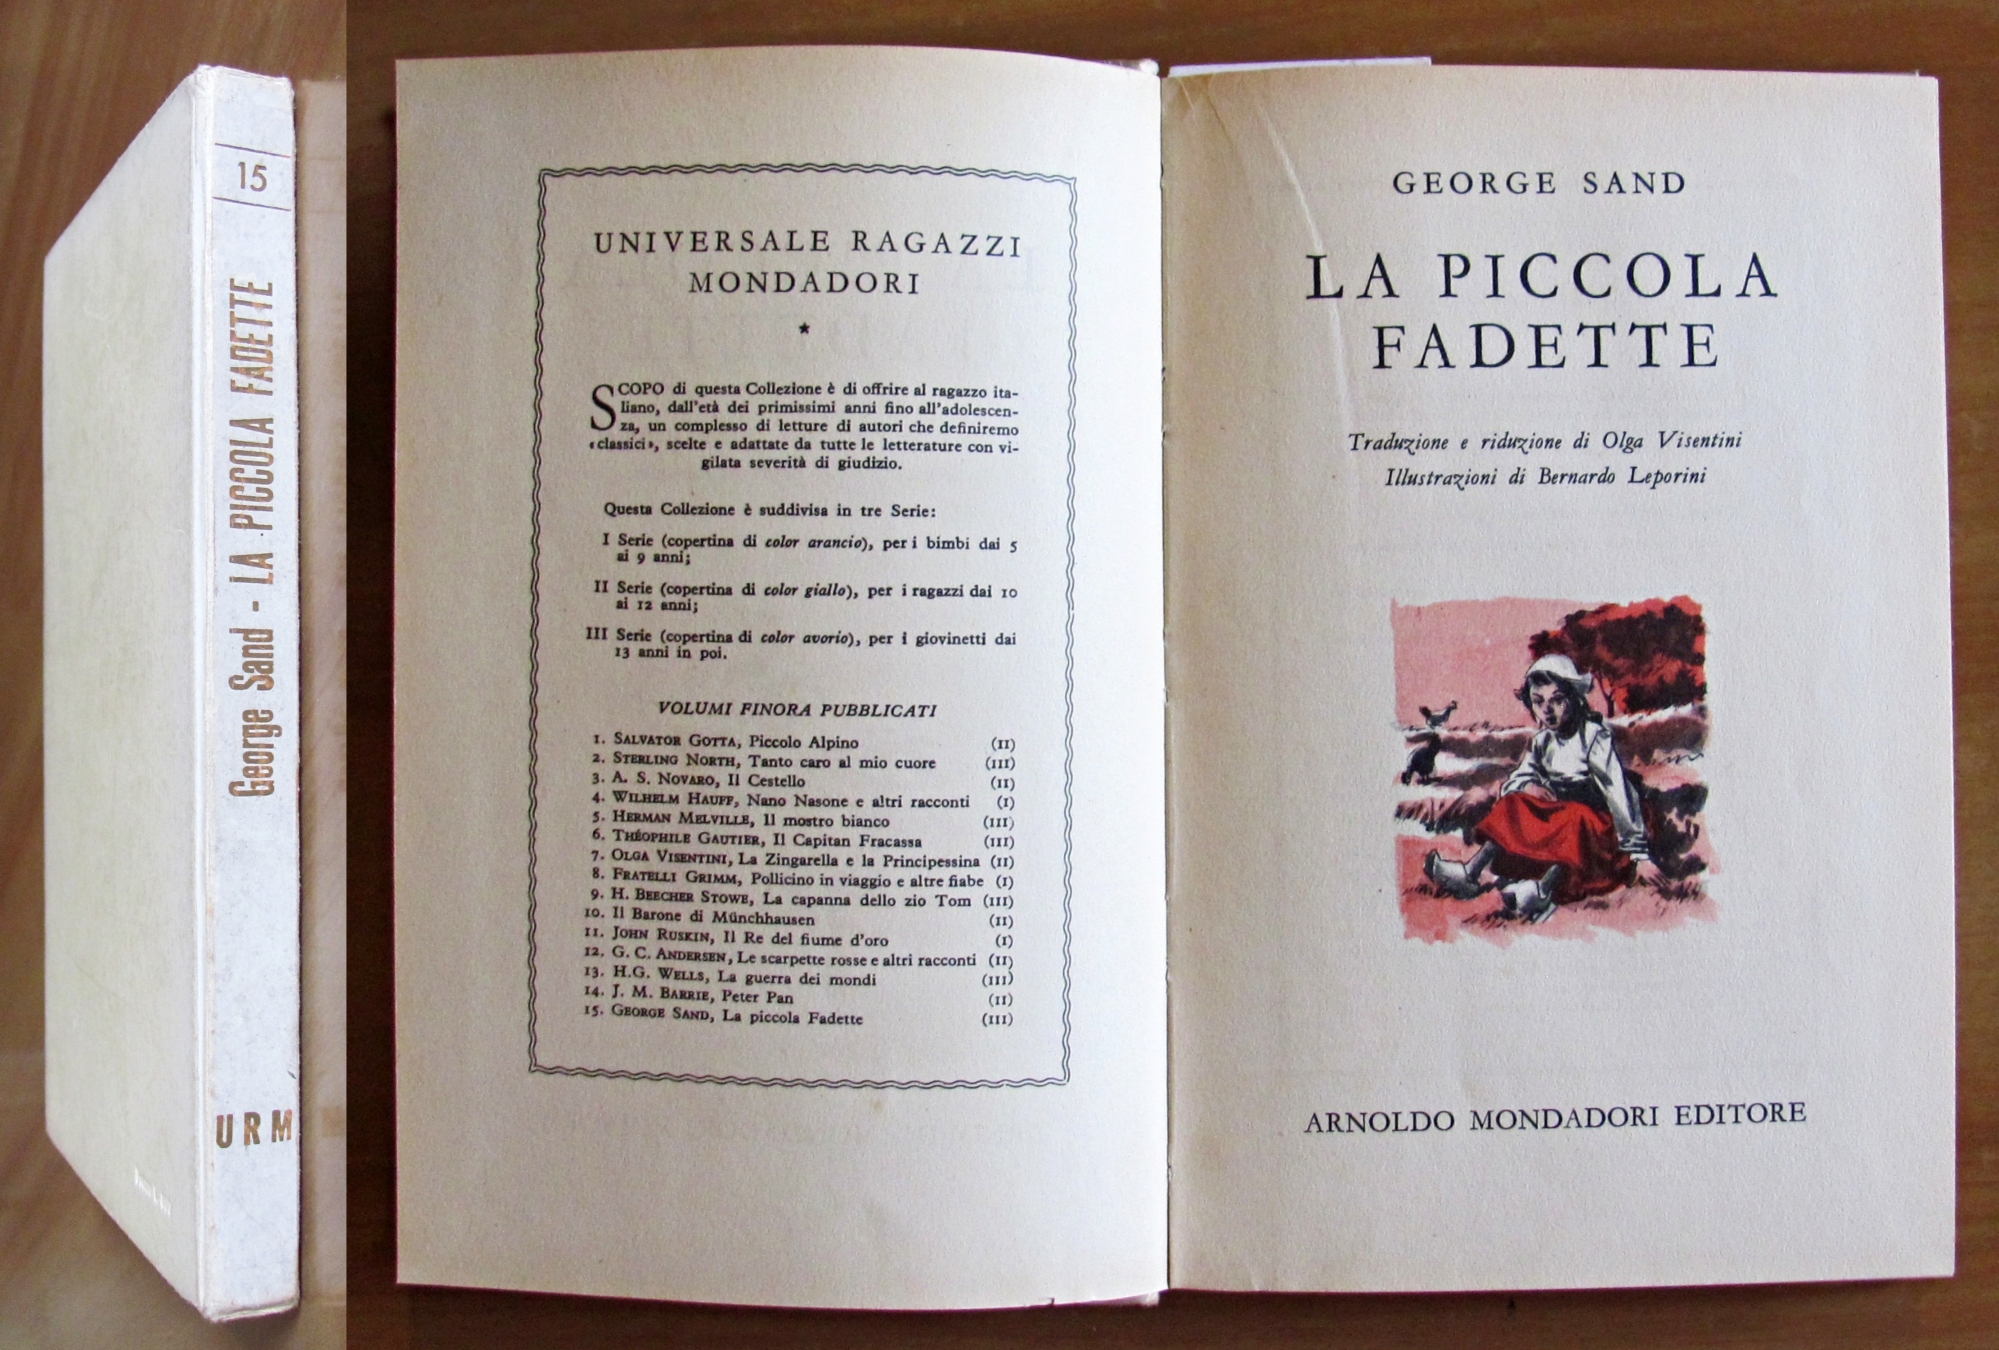 15
George Sand - LA PICCOLA FADETTE
URM
UNIVERSALE RAGAZZI
MONDADORI
★
SCOPO di questa Collezione è di offrire al ragazzo ita-
liano, dall'età dei primissimi anni fino all'adolescen-
za, un complesso di letture di autori che definiremo
«classici», scelte e adattate da tutte le letterature con vi-
gilata severità di giudizio.
Questa Collezione è suddivisa in tre Serie:
I Serie (copertina di color arancio), per i bimbi dai 5
ai 9 anni;
II Serie (copertina di color giallo), per i ragazzi dai 10
ai 12 anni;
III Serie (copertina di color avorio), per i giovinetti dai
13 anni in poi.
VOLUMI FINORA PUBBLICATI
1. SALVATOR GOTTA, Piccolo Alpino (II)
2. STERLING NORTH, Tanto caro al mio cuore (III)
3. A. S. NOVARO, Il Cestello (II)
4. WILHELM HAUFF, Nano Nasone e altri racconti (I)
5. HERMAN MELVILLE, Il mostro bianco (III)
6. THÉOPHILE GAUTIER, Il Capitan Fracassa (III)
7. OLGA VISENTINI, La Zingarella e la Principessina (II)
8. FRATELLI GRIMM, Pollicino in viaggio e altre fiabe (I)
9. H. BEECHER STOWE, La capanna dello zio Tom (III)
10. Il Barone di Münchhausen (II)
11. JOHN RUSKIN, Il Re del fiume d'oro (I)
12. G. C. ANDERSEN, Le scarpette rosse e altri racconti (II)
13. H.G. WELLS, La guerra dei mondi (III)
14. J. M. BARRIE, Peter Pan (II)
15. GEORGE SAND, La piccola Fadette (III)
GEORGE SAND
LA PICCOLA
FADETTE
Traduzione e riduzione di Olga Visentini
Illustrazioni di Bernardo Leporini
ARNOLDO MONDADORI EDITORE